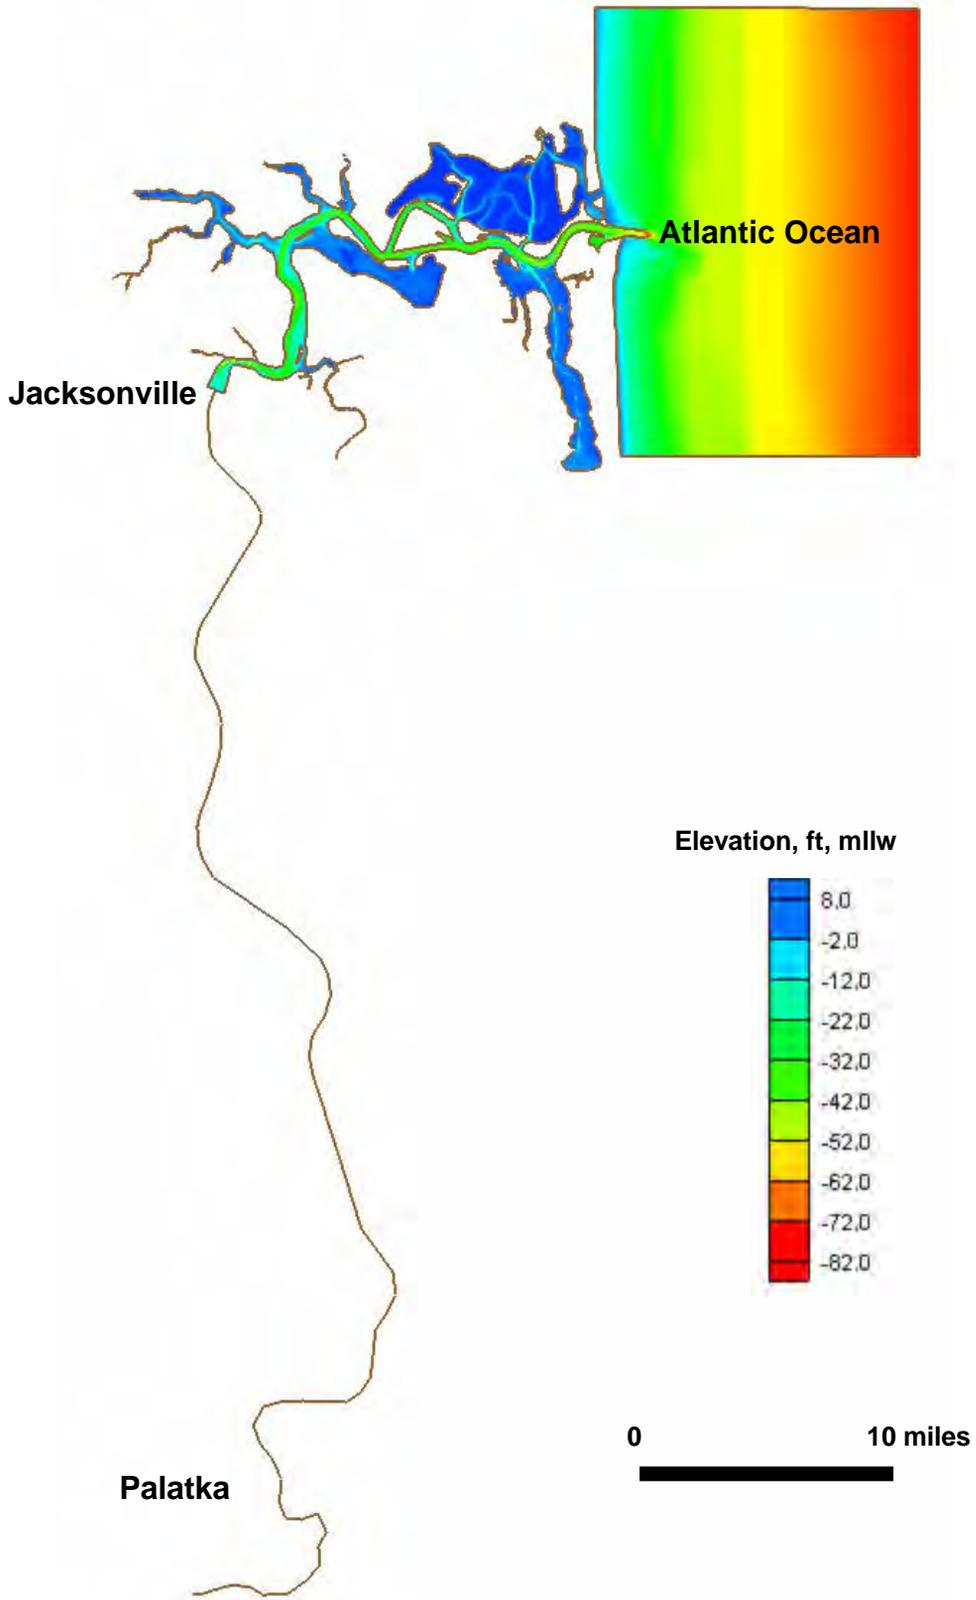 Atlantic Ocean
Jacksonville
Elevation, ft, mllw
8,0
-2,0
-12,0
-22,0
-32,0
-42,0
-52,0
-62,0
-72,0
-82,0
0 10 miles
Palatka